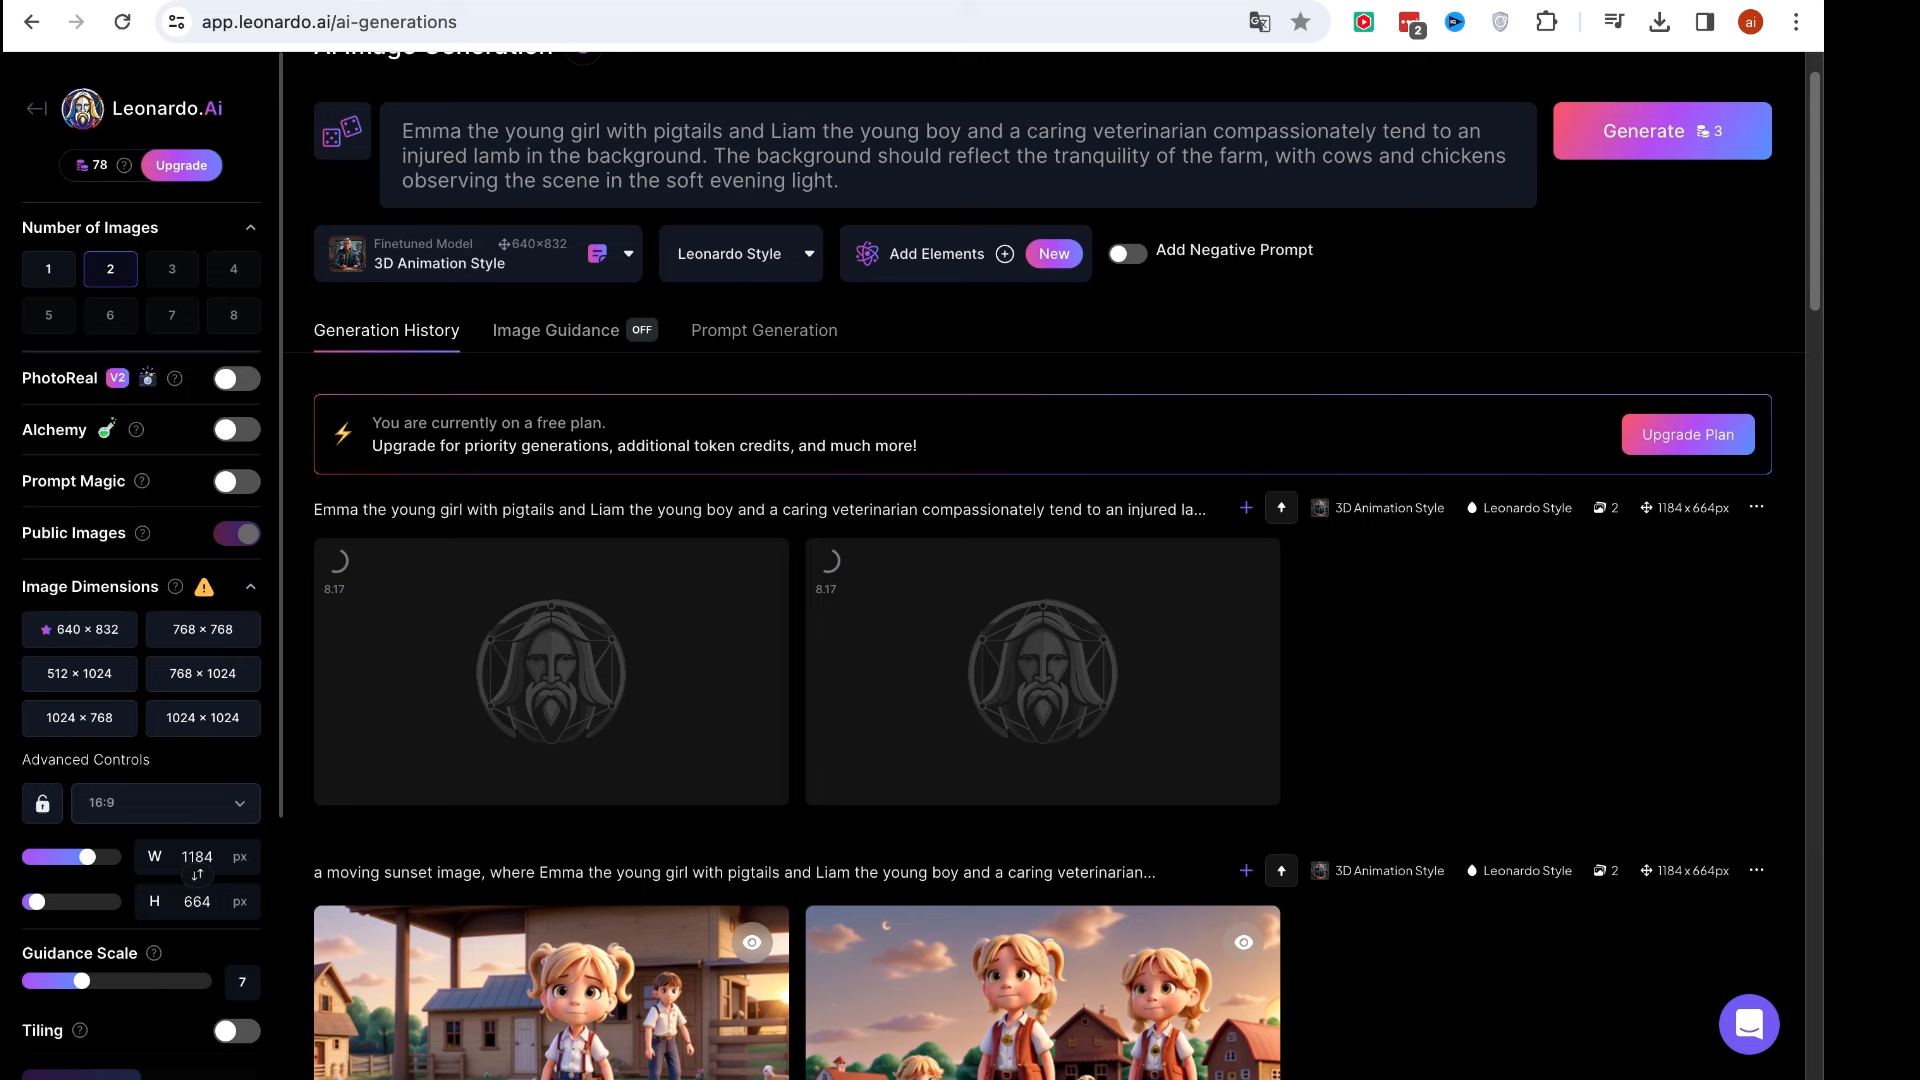 app.leonardo.ai/ai-generations
2
ai
AI Image Generation
Leonardo.Ai
78
?
Upgrade
Emma the young girl with pigtails and Liam the young boy and a caring veterinarian compassionately tend to an
injured lamb in the background. The background should reflect the tranquility of the farm, with cows and chickens
observing the scene in the soft evening light.
Generate 3
Number of Images
1 2 3 4
5 6 7 8
Finetuned Model 640×832
3D Animation Style
Leonardo Style
Add Elements
New
Add Negative Prompt
Generation History
Image Guidance OFF
Prompt Generation
PhotoReal V2 ?
Alchemy ?
Prompt Magic ?
Public Images ?
You are currently on a free plan.
Upgrade for priority generations, additional token credits, and much more!
Upgrade Plan
Emma the young girl with pigtails and Liam the young boy and a caring veterinarian compassionately tend to an injured la...
3D Animation Style Leonardo Style 2 1184 x 664px
8.17
8.17
Image Dimensions ?
640 × 832 768 × 768
512 × 1024 768 × 1024
1024 × 768 1024 × 1024
Advanced Controls
16:9
W 1184 px
H 664 px
a moving sunset image, where Emma the young girl with pigtails and Liam the young boy and a caring veterinarian...
3D Animation Style Leonardo Style 2 1184 x 664px
Guidance Scale ?
7
Tiling ?